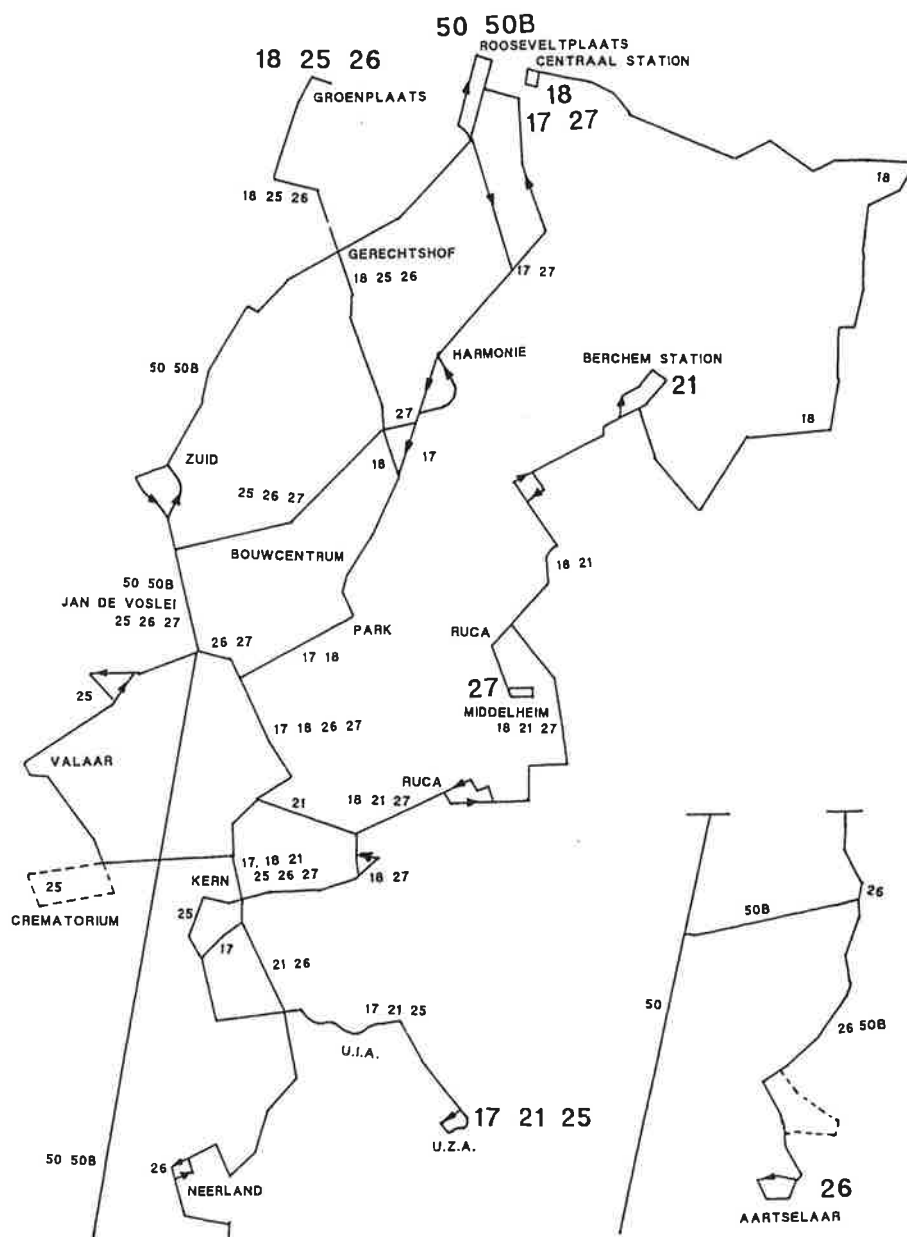 50 50B
ROOSEVELTPLAATS
CENTRAAL STATION
18 25 26
GROENPLAATS
18
17 27
18 25 26
18
GERECHTSHOF
18 25 26
17 27
HARMONIE
BERCHEM STATION
21
50 50B
27
18
ZUID
18
17
25 26 27
BOUWCENTRUM
18 21
50 50B
JAN DE VOSLEI
25 26 27
PARK
RUCA
26 27
17 18
27
25
MIDDELHEIM
17 18 26 27
18 21 27
VALAAR
RUCA
21
18 21 27
17, 18 21
25
KERN
25 26 27
18 27
26
CREMATORIUM
25
50B
17
21 26
17 21 25
50
26 50B
U.I.A.
17 21 25
U.Z.A.
50 50B
26
NEERLAND
26
AARTSELAAR